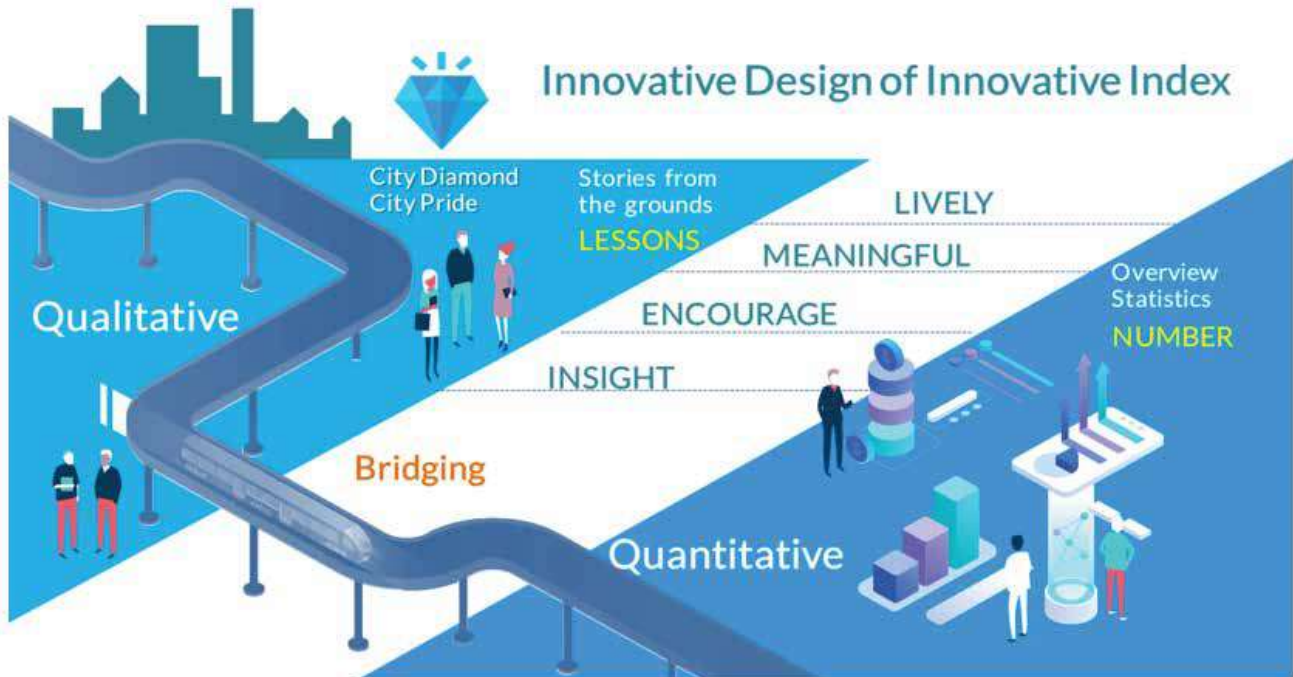 Innovative Design of Innovative Index
City Diamond
City Pride
Stories from
the grounds
LESSONS
LIVELY
MEANINGFUL
ENCOURAGE
INSIGHT
Overview
Statistics
NUMBER
Qualitative
Bridging
Quantitative